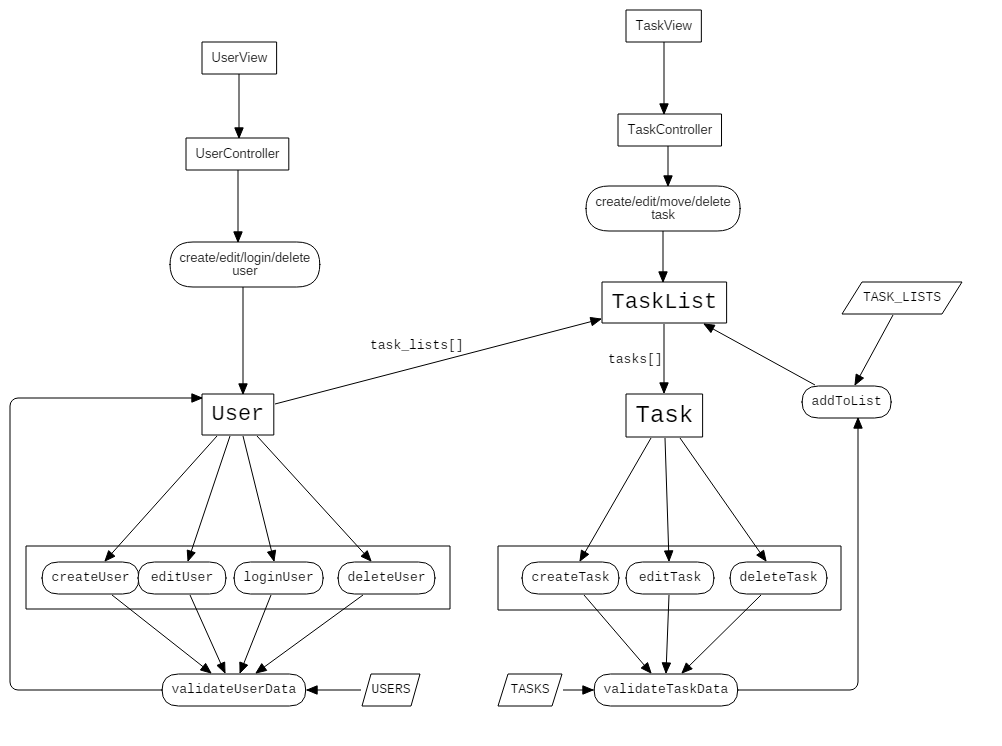 TaskView
UserView
TaskController
UserController
create/edit/move/delete
task
create/edit/login/delete
user
TaskList
TASK_LISTS
task_lists[]
tasks[]
addToList
User
Task
createUser
editUser
loginUser
deleteUser
createTask
editTask
deleteTask
validateUserData
USERS
TASKS
validateTaskData